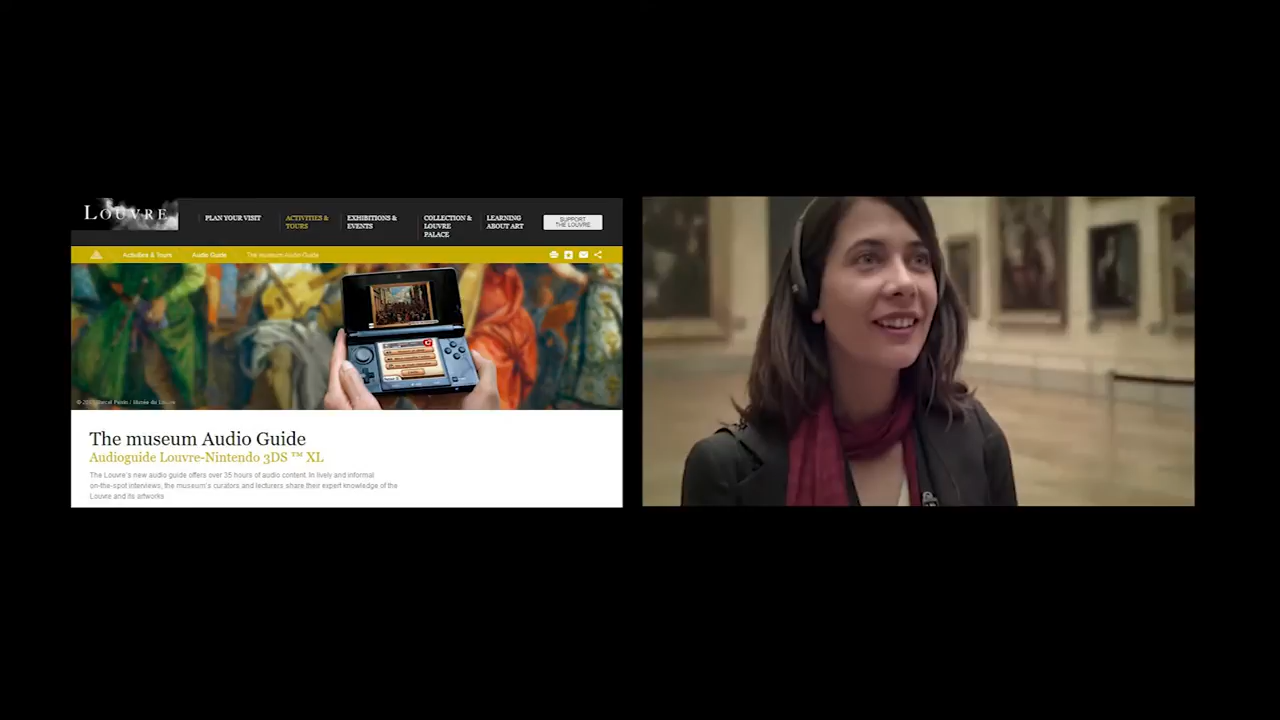 LOUVRE
PLAN YOUR VISIT
ACTIVITIES &
TOURS
EXHIBITIONS &
EVENTS
COLLECTION &
LOUVRE
PALACE
LEARNING
ABOUT ART
SUPPORT
THE LOUVRE
Activities & Tours
Audio Guide
The museum Audio Guide
The museum Audio Guide
Audioguide Louvre-Nintendo 3DS ™ XL
The Louvre's new audio guide offers over 35 hours of audio content. In lively and informal
on-the-spot interviews, the museum's curators and lecturers share their expert knowledge of the
Louvre and its artworks